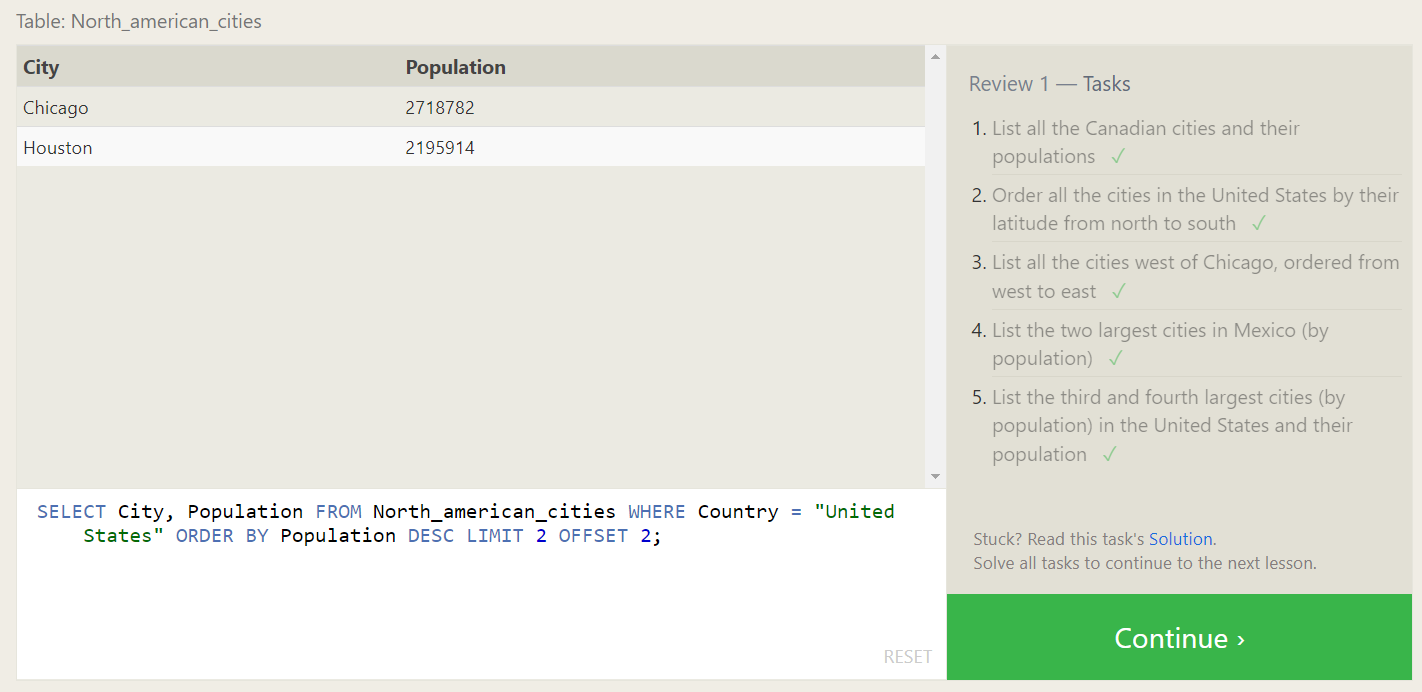 Table: North_american_cities
City Population
Chicago 2718782
Houston 2195914
SELECT City, Population FROM North_american_cities WHERE Country = "United
States" ORDER BY Population DESC LIMIT 2 OFFSET 2;
RESET
Review 1 — Tasks
1. List all the Canadian cities and their
populations ✓
2. Order all the cities in the United States by their
latitude from north to south ✓
3. List all the cities west of Chicago, ordered from
west to east ✓
4. List the two largest cities in Mexico (by
population) ✓
5. List the third and fourth largest cities (by
population) in the United States and their
population ✓
Stuck? Read this task's Solution.
Solve all tasks to continue to the next lesson.
Continue ›